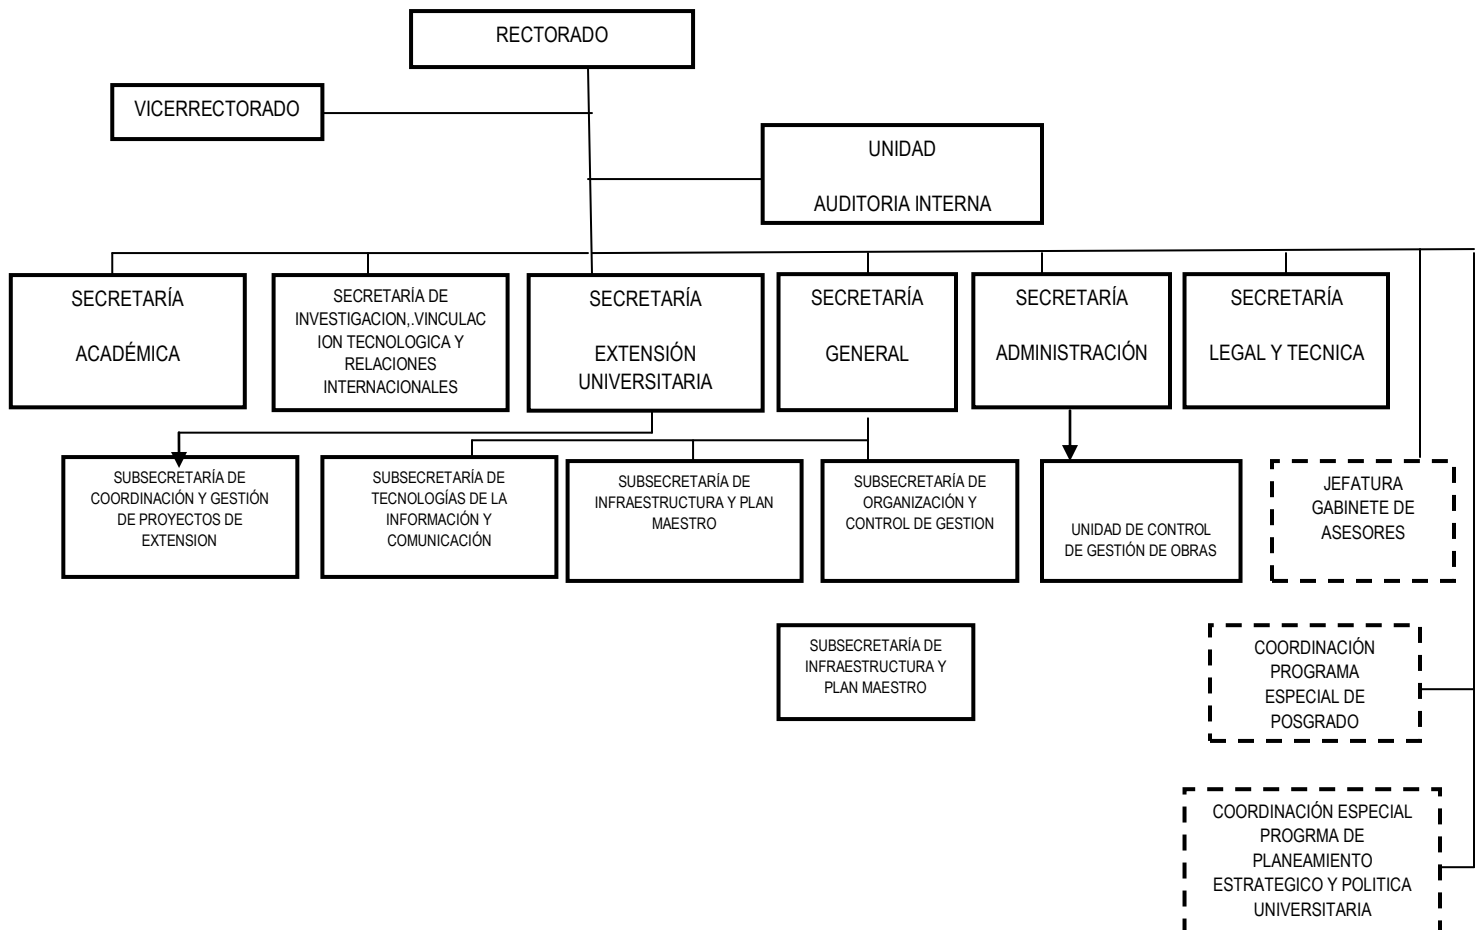 RECTORADO
VICERRECTORADO
UNIDAD
AUDITORIA INTERNA
SECRETARÍA
ACADÉMICA
SECRETARÍA DE
INVESTIGACION,.VINCULAC
ION TECNOLOGICA Y
RELACIONES
INTERNACIONALES
SECRETARÍA
EXTENSIÓN
UNIVERSITARIA
SECRETARÍA
GENERAL
SECRETARÍA
ADMINISTRACIÓN
SECRETARÍA
LEGAL Y TECNICA
SUBSECRETARÍA DE
COORDINACIÓN Y GESTIÓN
DE PROYECTOS DE
EXTENSION
SUBSECRETARÍA DE
TECNOLOGÍAS DE LA
INFORMACIÓN Y
COMUNICACIÓN
SUBSECRETARÍA DE
INFRAESTRUCTURA Y PLAN
MAESTRO
SUBSECRETARÍA DE
ORGANIZACIÓN Y
CONTROL DE GESTION
UNIDAD DE CONTROL
DE GESTIÓN DE OBRAS
JEFATURA
GABINETE DE
ASESORES
SUBSECRETARÍA DE
INFRAESTRUCTURA Y
PLAN MAESTRO
COORDINACIÓN
PROGRAMA
ESPECIAL DE
POSGRADO
COORDINACIÓN ESPECIAL
PROGRMA DE
PLANEAMIENTO
ESTRATEGICO Y POLITICA
UNIVERSITARIA